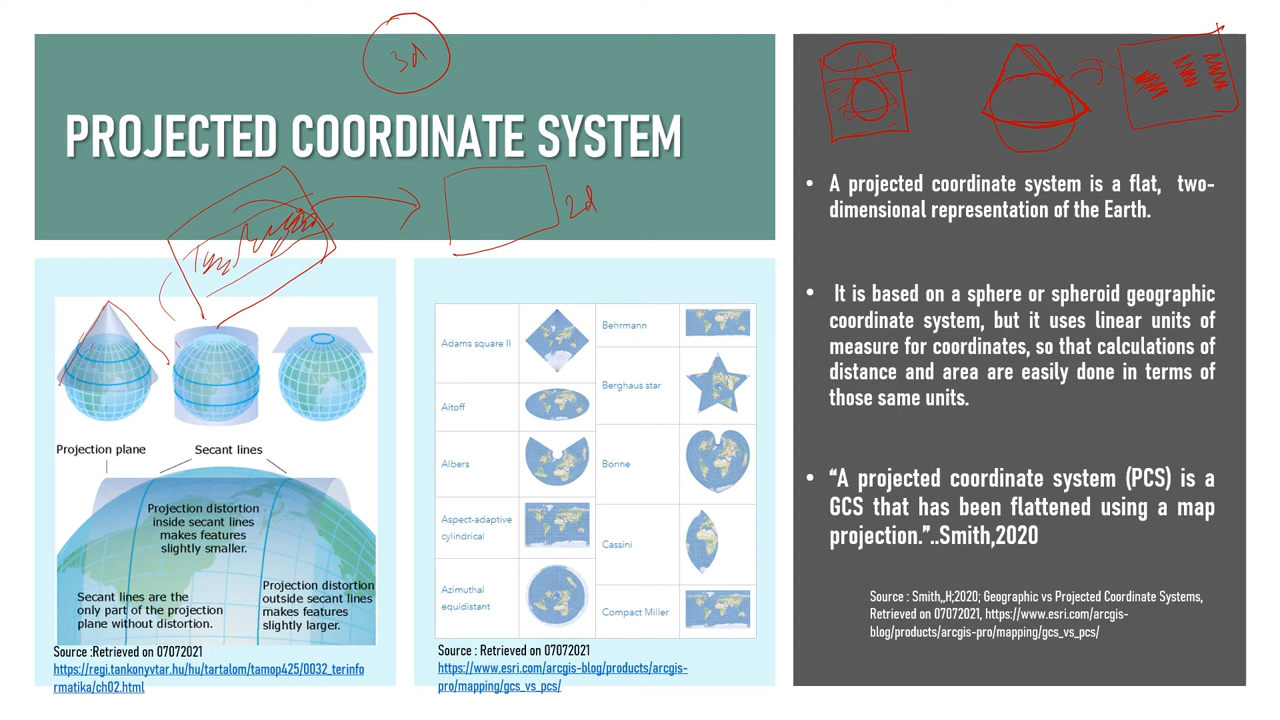 3d
PROJECTED COORDINATE SYSTEM
2d
Projection plane
Secant lines
Projection distortion
inside secant lines
makes features
slightly smaller.
Secant lines are the
only part of the projection
plane without distortion.
Projection distortion
outside secant lines
makes features
slightly larger.
Source :Retrieved on 07072021
https://regi.tankonyvtar.hu/hu/tartalom/tamop425/0032_terinfo
rmatika/ch02.html
Adams square II
Aitoff
Albers
Aspect-adaptive
cylindrical
Azimuthal
equidistant
Behrmann
Berghaus star
Bonne
Cassini
Compact Miller
Source : Retrieved on 07072021
https://www.esri.com/arcgis-blog/products/arcgis-
pro/mapping/gcs_vs_pcs/
• A projected coordinate system is a flat, two-
dimensional representation of the Earth.
• It is based on a sphere or spheroid geographic
coordinate system, but it uses linear units of
measure for coordinates, so that calculations of
distance and area are easily done in terms of
those same units.
• “A projected coordinate system (PCS) is a
GCS that has been flattened using a map
projection.”..Smith,2020
Source : Smith,,H;2020; Geographic vs Projected Coordinate Systems,
Retrieved on 07072021, https://www.esri.com/arcgis-
blog/products/arcgis-pro/mapping/gcs_vs_pcs/